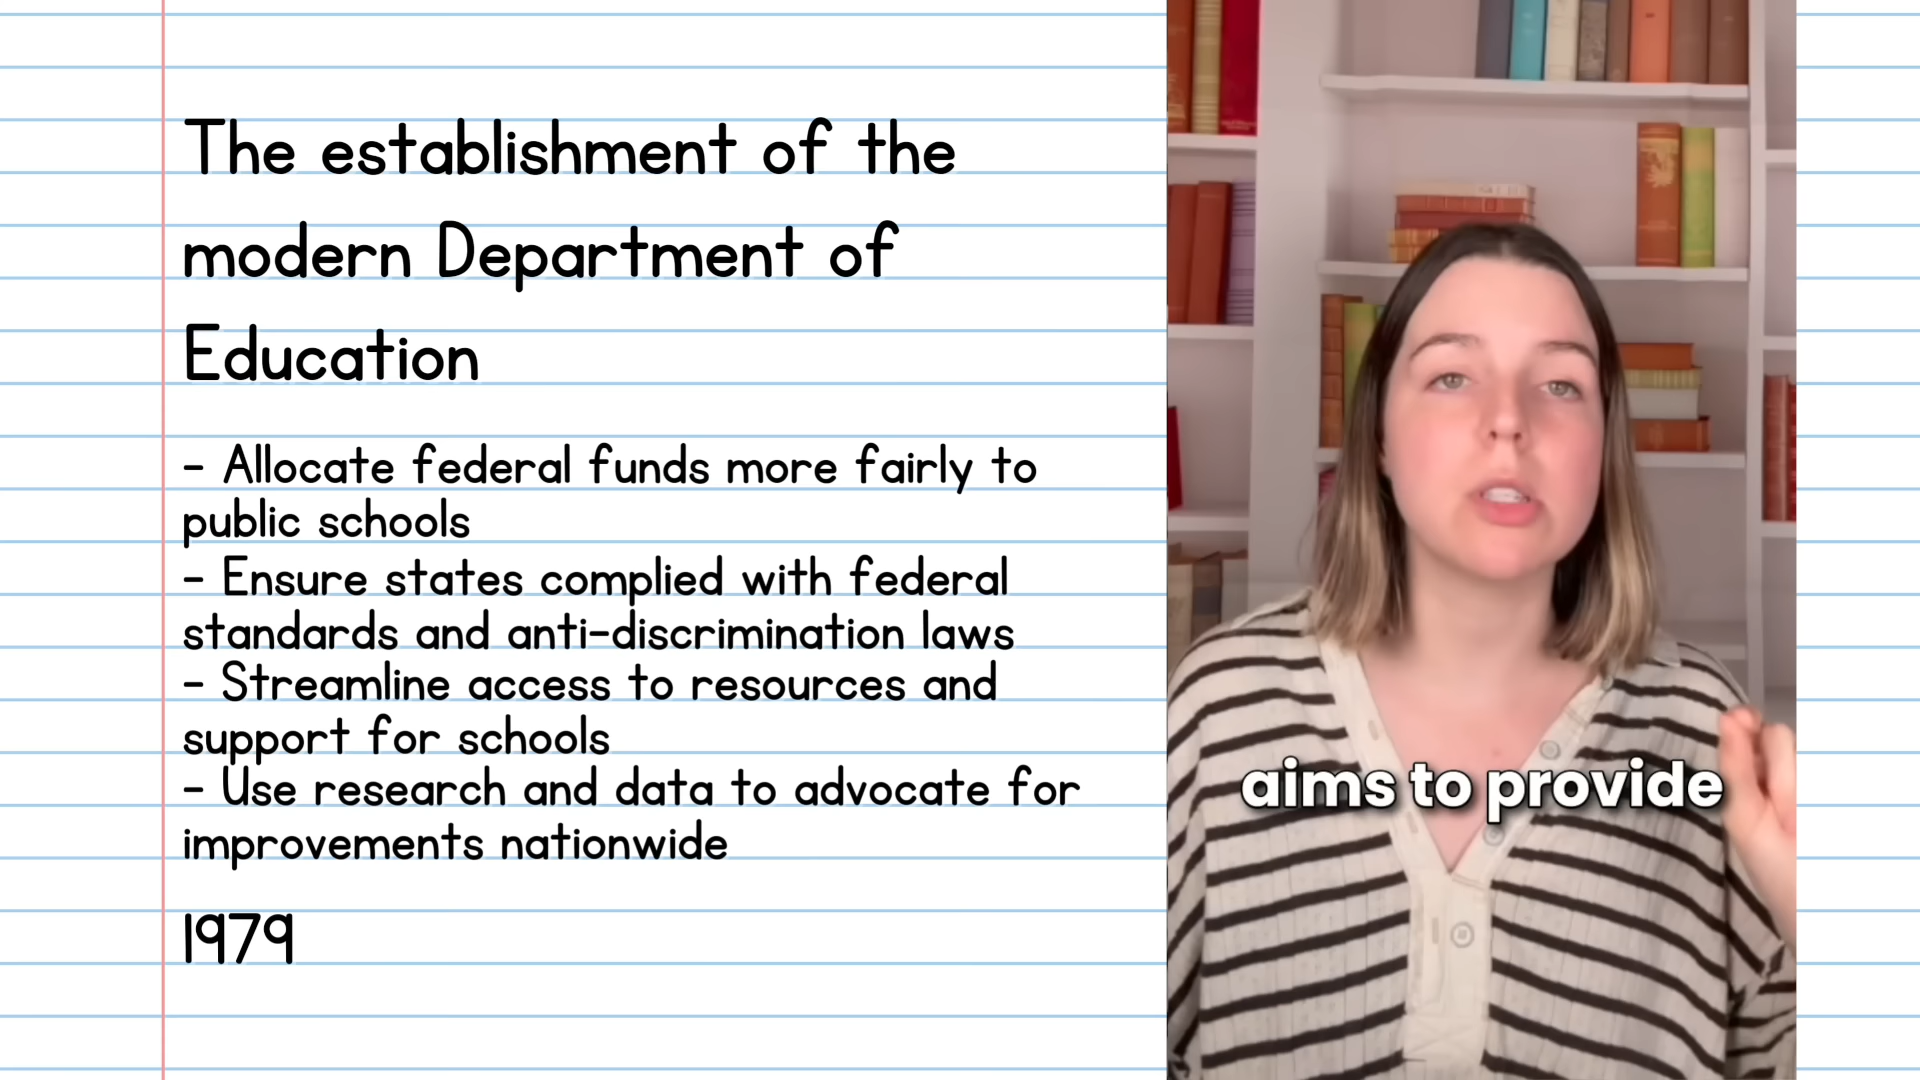 The establishment of the
modern Department of
Education
- Allocate federal funds more fairly to
public schools
- Ensure states complied with federal
standards and anti-discrimination laws
- Streamline access to resources and
support for schools
- Use research and data to advocate for
improvements nationwide
1979
aims to provide